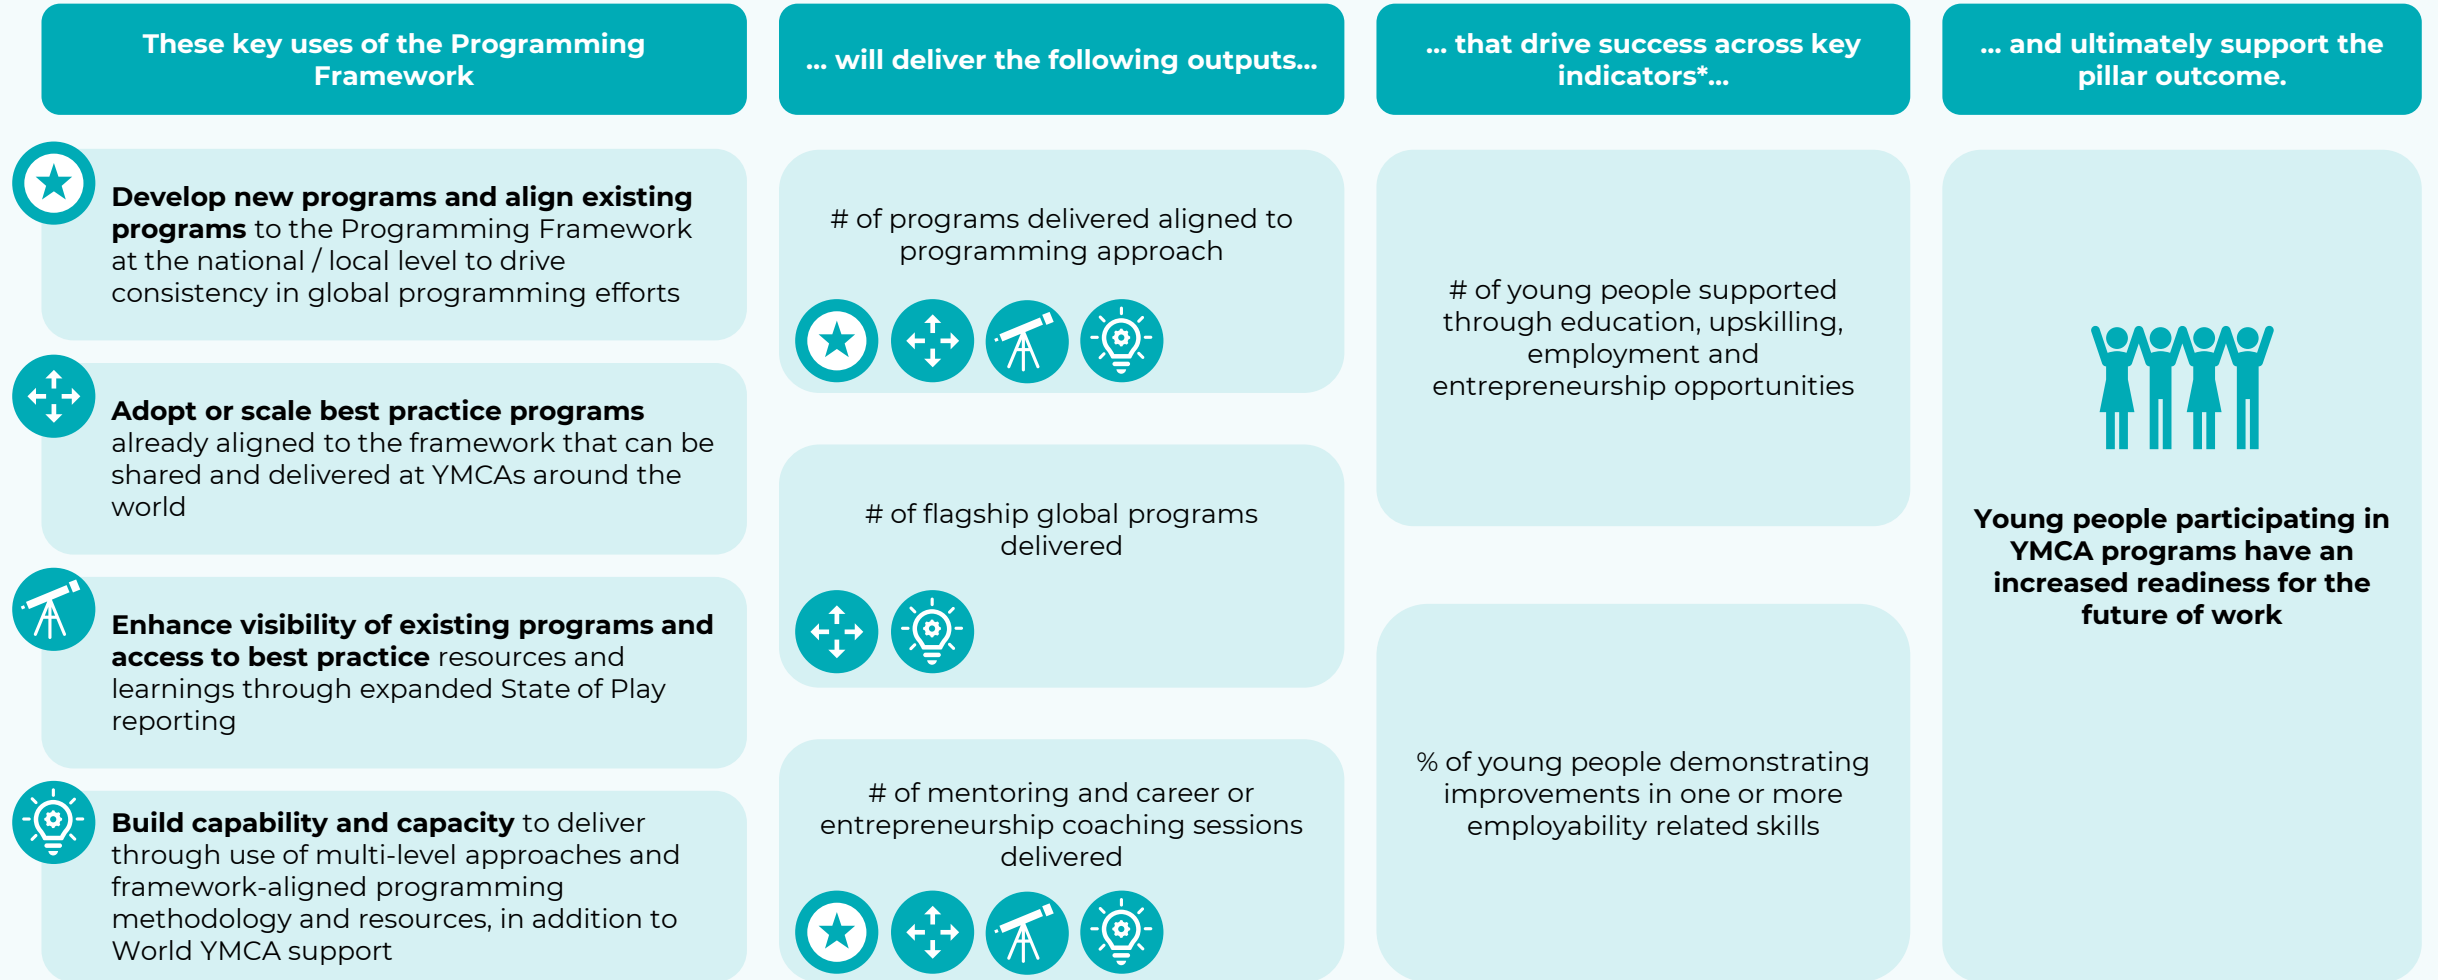 These key uses of the Programming
Framework
... will deliver the following outputs...
... that drive success across key
indicators*...
... and ultimately support the
pillar outcome.
Develop new programs and align existing
programs to the Programming Framework
at the national / local level to drive
consistency in global programming efforts
Adopt or scale best practice programs
already aligned to the framework that can be
shared and delivered at YMCAs around the
world
Enhance visibility of existing programs and
access to best practice resources and
learnings through expanded State of Play
reporting
Build capability and capacity to deliver
through use of multi-level approaches and
framework-aligned programming
methodology and resources, in addition to
World YMCA support
# of programs delivered aligned to
programming approach
# of flagship global programs
delivered
# of mentoring and career or
entrepreneurship coaching sessions
delivered
# of young people supported
through education, upskilling,
employment and
entrepreneurship opportunities
% of young people demonstrating
improvements in one or more
employability related skills
Young people participating in
YMCA programs have an
increased readiness for the
future of work